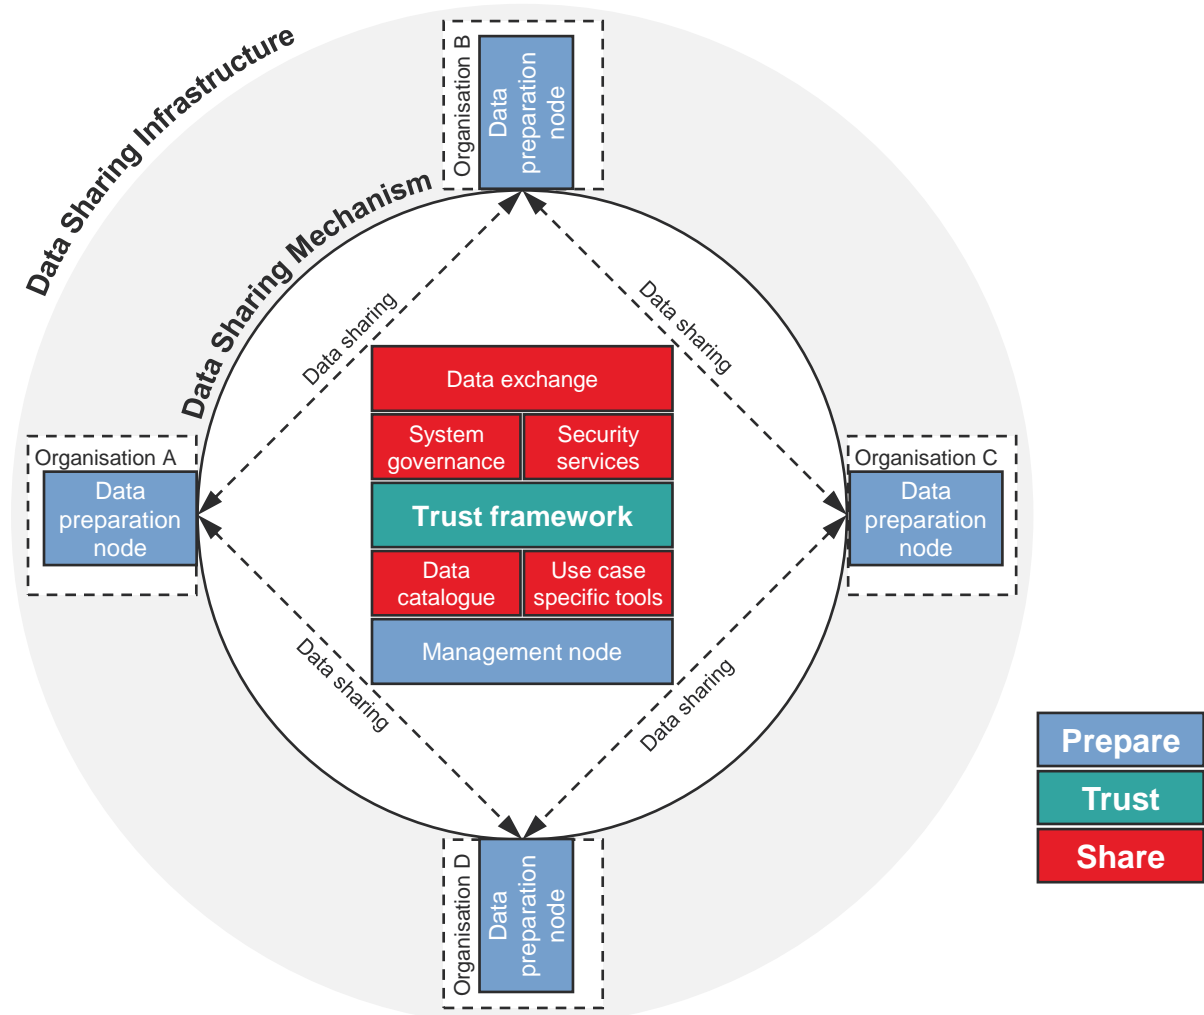 Data Sharing Infrastructure
Data Sharing Mechanism
Organisation B
Data
preparation
node
Data sharing
Data sharing
Data exchange
System
governance
Security
services
Trust framework
Data
catalogue
Use case
specific tools
Management node
Organisation A
Data
preparation
node
Organisation C
Data
preparation
node
Data sharing
Data sharing
Organisation D
Data
preparation
node
Prepare
Trust
Share